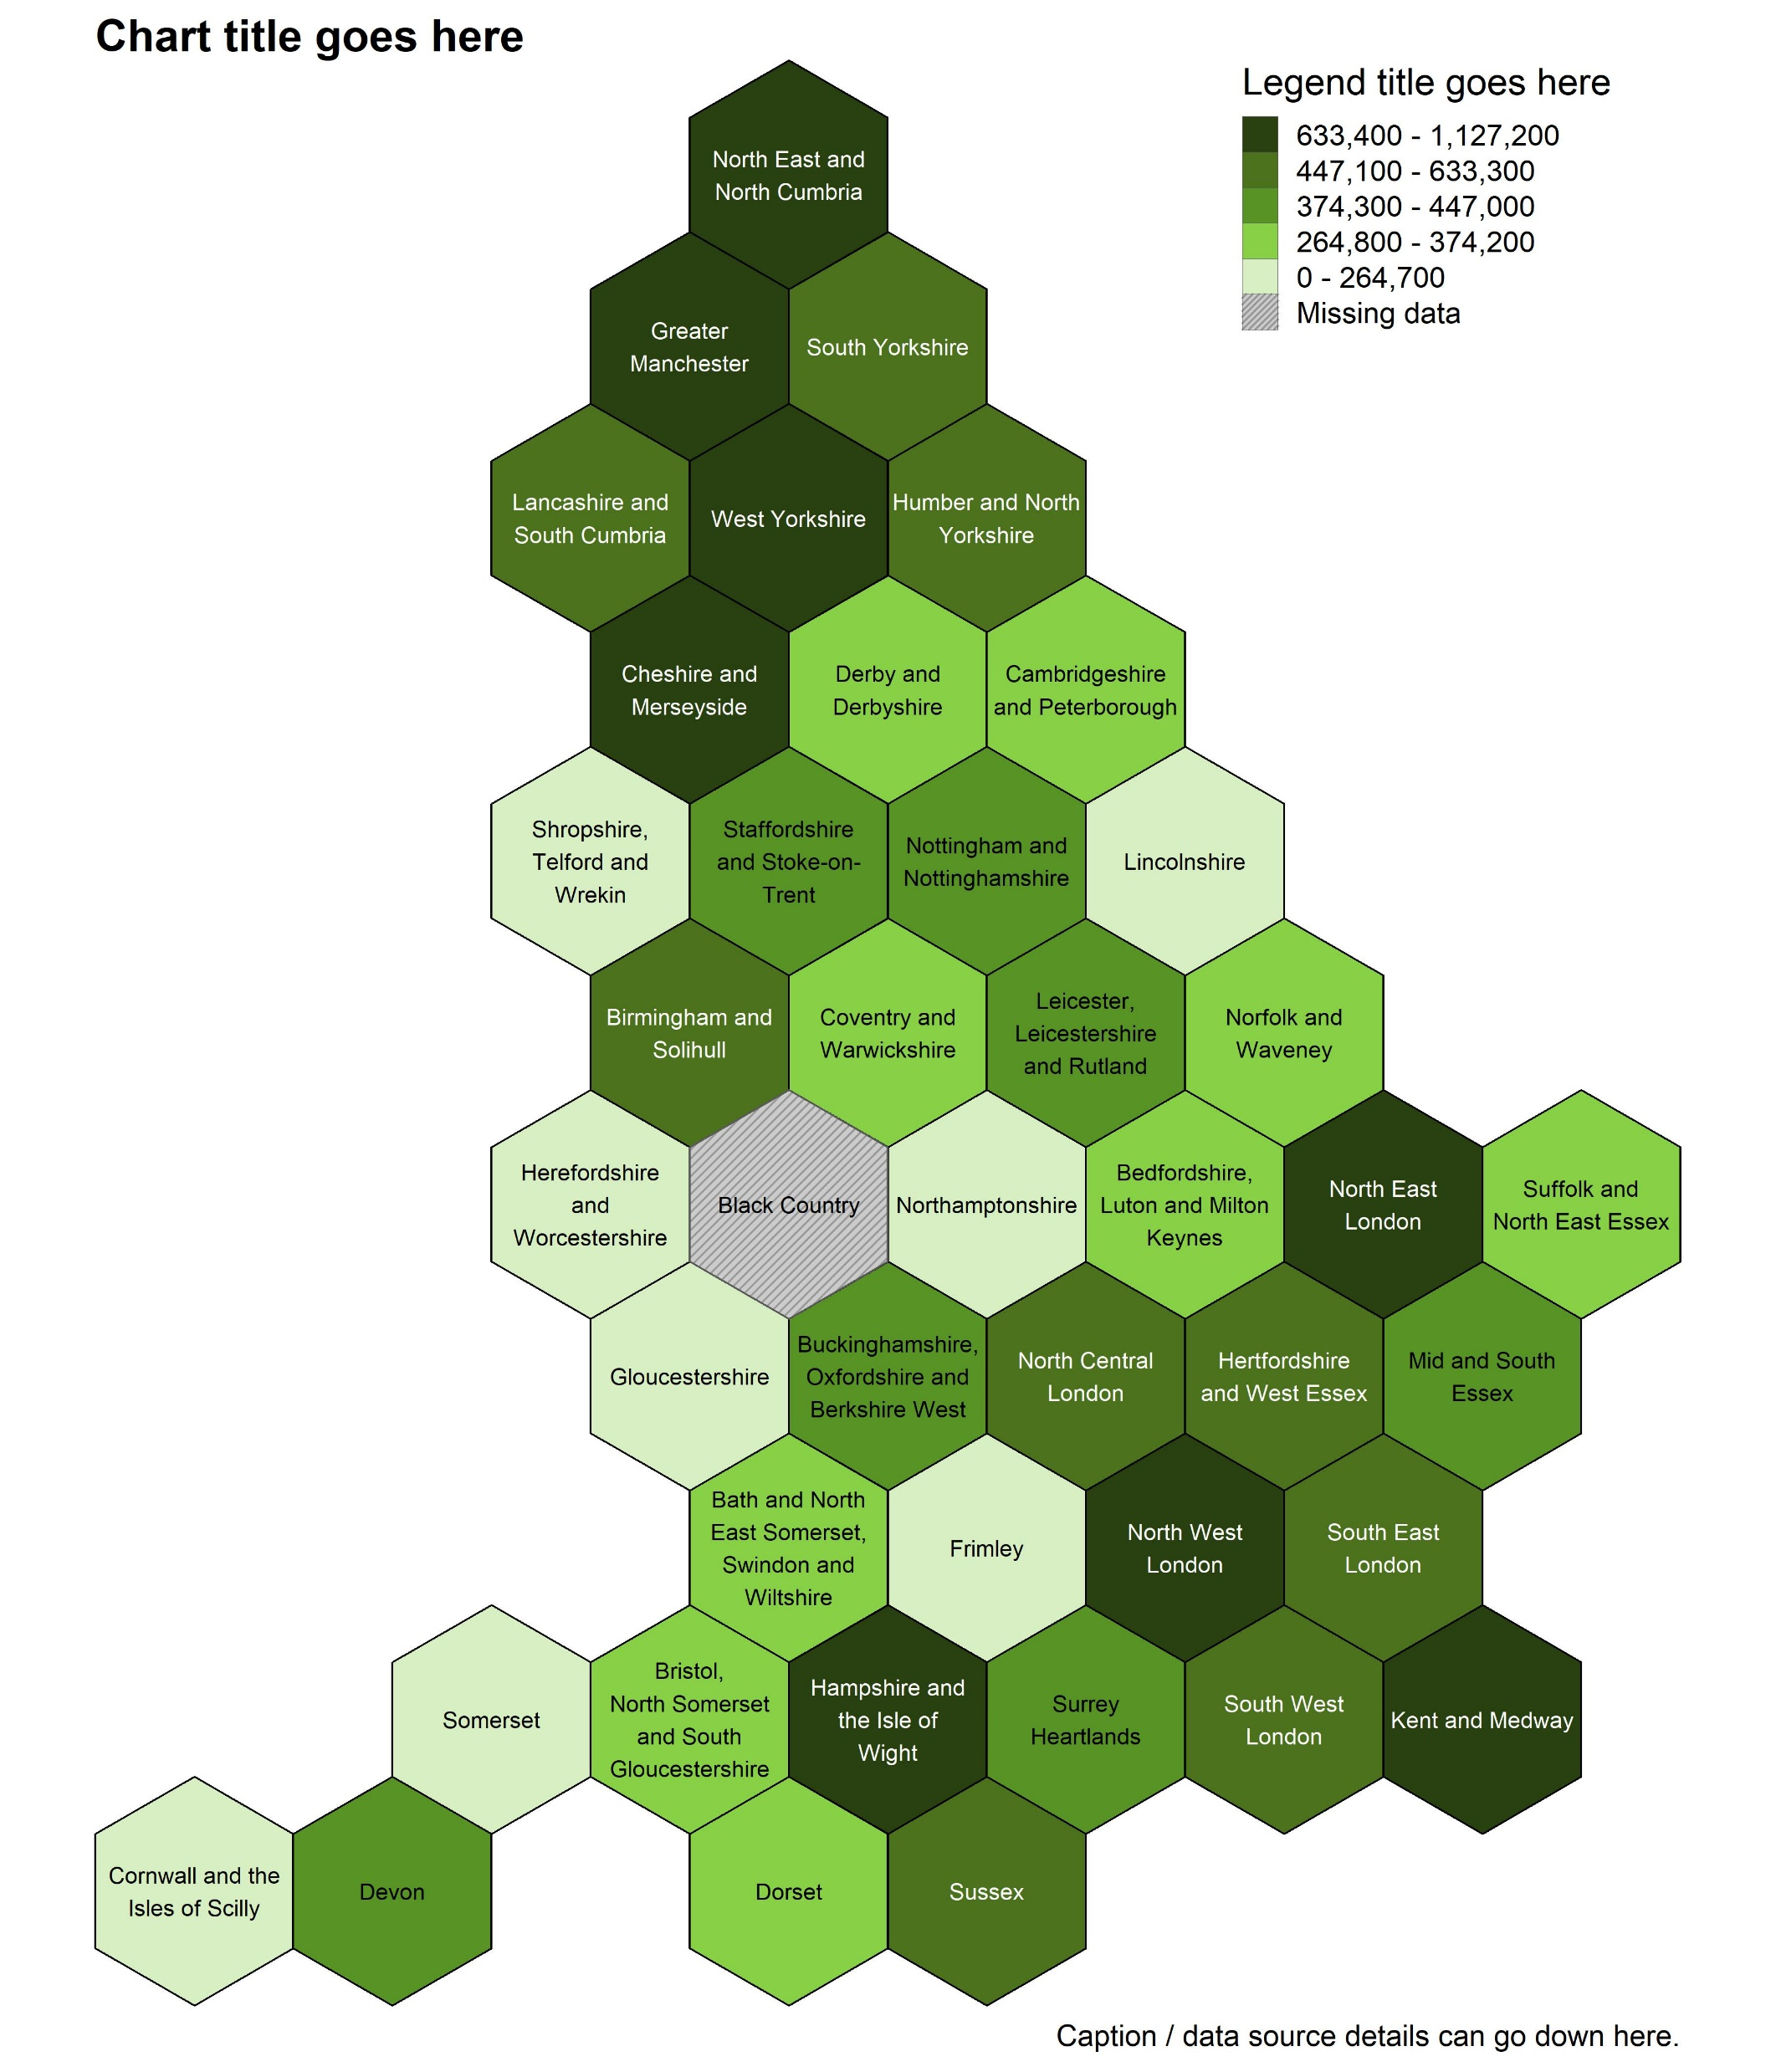 Chart title goes here
Legend title goes here
633,400 - 1,127,200
447,100 - 633,300
374,300 - 447,000
264,800 - 374,200
0 - 264,700
Missing data
North East and
North Cumbria
Greater
Manchester
South Yorkshire
Lancashire and
South Cumbria
West Yorkshire
Humber and North
Yorkshire
Cheshire and
Merseyside
Derby and
Derbyshire
Cambridgeshire
and Peterborough
Shropshire,
Telford and
Wrekin
Staffordshire
and Stoke-on-
Trent
Nottingham and
Nottinghamshire
Lincolnshire
Birmingham and
Solihull
Coventry and
Warwickshire
Leicester,
Leicestershire
and Rutland
Norfolk and
Waveney
Herefordshire
and
Worcestershire
Black Country
Northamptonshire
Bedfordshire,
Luton and Milton
Keynes
North East
London
Suffolk and
North East Essex
Gloucestershire
Buckinghamshire,
Oxfordshire and
Berkshire West
North Central
London
Hertfordshire
and West Essex
Mid and South
Essex
Bath and North
East Somerset,
Swindon and
Wiltshire
Frimley
North West
London
South East
London
Somerset
Bristol,
North Somerset
and South
Gloucestershire
Hampshire and
the Isle of
Wight
Surrey
Heartlands
South West
London
Kent and Medway
Cornwall and the
Isles of Scilly
Devon
Dorset
Sussex
Caption / data source details can go down here.